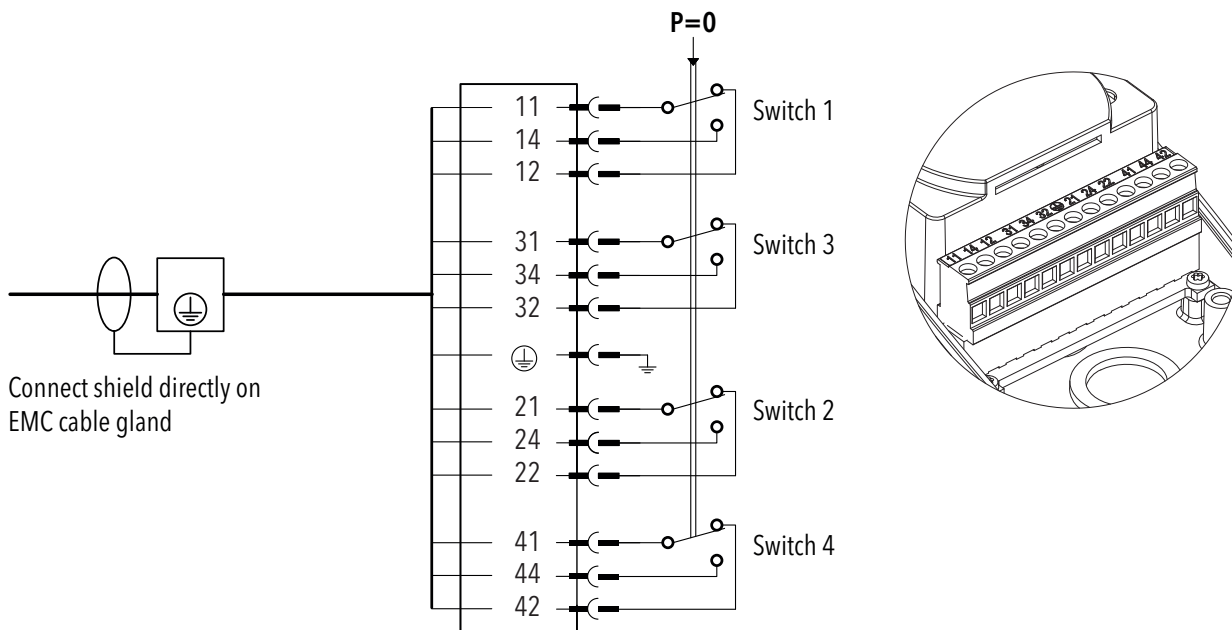 P=0
11
14
12
Switch 1
31
34
32
Switch 3
21
24
22
Switch 2
41
44
42
Switch 4
Connect shield directly on
EMC cable gland
11 14 12 31 34 32 21 24 22 41 44 42